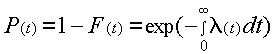 P(t) = 1 − F(t) = exp(−∫₀^∞ λ(t) dt)